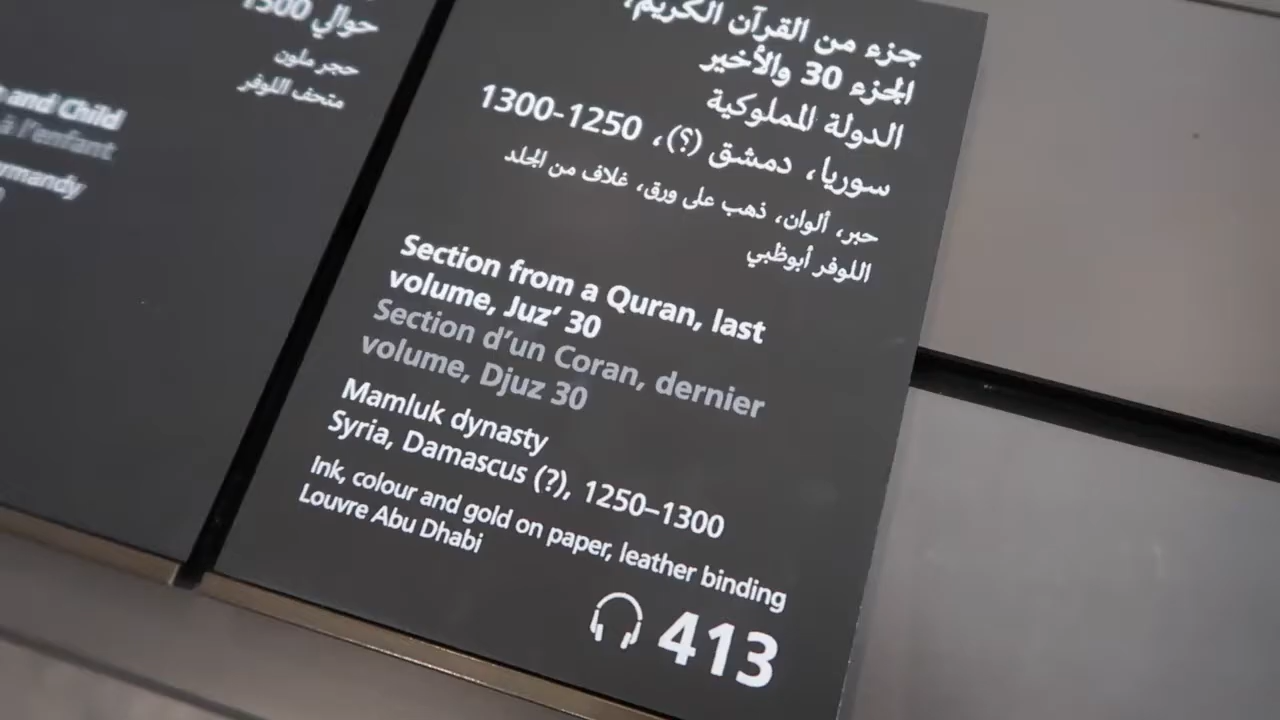 حوالي 1500
حجر ملون
متحف اللوفر
and Child
à l'enfant
جزء من القرآن الكريم،
الجزء 30 والأخير
الدولة المملوكية
سوريا، دمشق (؟)، 1250-1300
حبر، ألوان، ذهب على ورق، غلاف من الجلد
اللوفر أبوظبي
Section from a Quran, last
volume, Juz’ 30
Section d’un Coran, dernier
volume, Djuz 30
Mamluk dynasty
Syria, Damascus (?), 1250–1300
Ink, colour and gold on paper, leather binding
Louvre Abu Dhabi
413